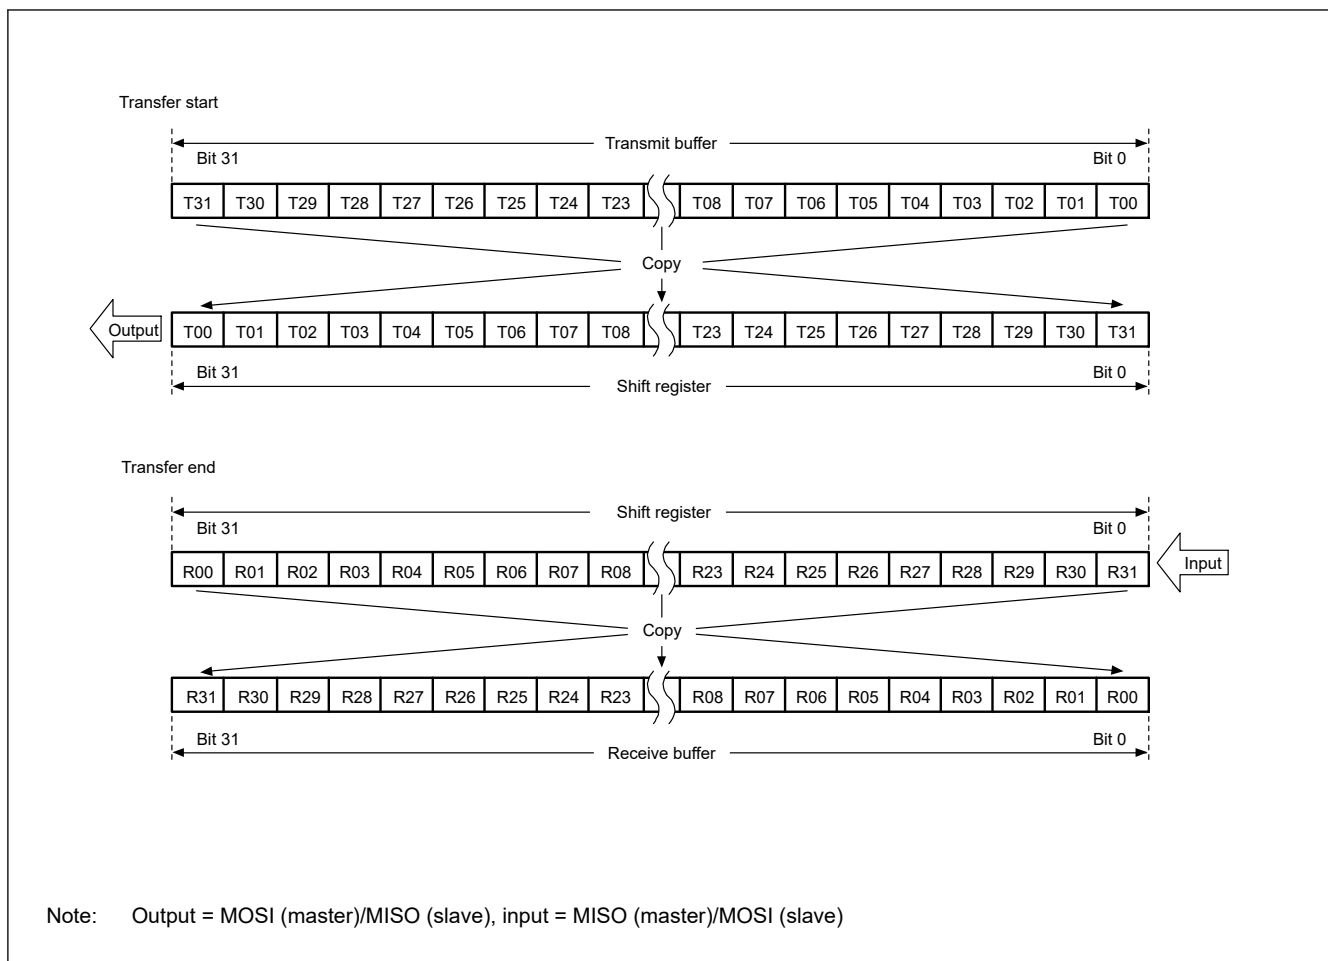 Transfer start
Transmit buffer
Bit 31 Bit 0
T31 T30 T29 T28 T27 T26 T25 T24 T23 T08 T07 T06 T05 T04 T03 T02 T01 T00
Copy
Output T00 T01 T02 T03 T04 T05 T06 T07 T08 T23 T24 T25 T26 T27 T28 T29 T30 T31
Bit 31 Bit 0
Shift register
Transfer end
Shift register
Bit 31 Bit 0
R00 R01 R02 R03 R04 R05 R06 R07 R08 R23 R24 R25 R26 R27 R28 R29 R30 R31 Input
Copy
R31 R30 R29 R28 R27 R26 R25 R24 R23 R08 R07 R06 R05 R04 R03 R02 R01 R00
Bit 31 Bit 0
Receive buffer
Note: Output = MOSI (master)/MISO (slave), input = MISO (master)/MOSI (slave)